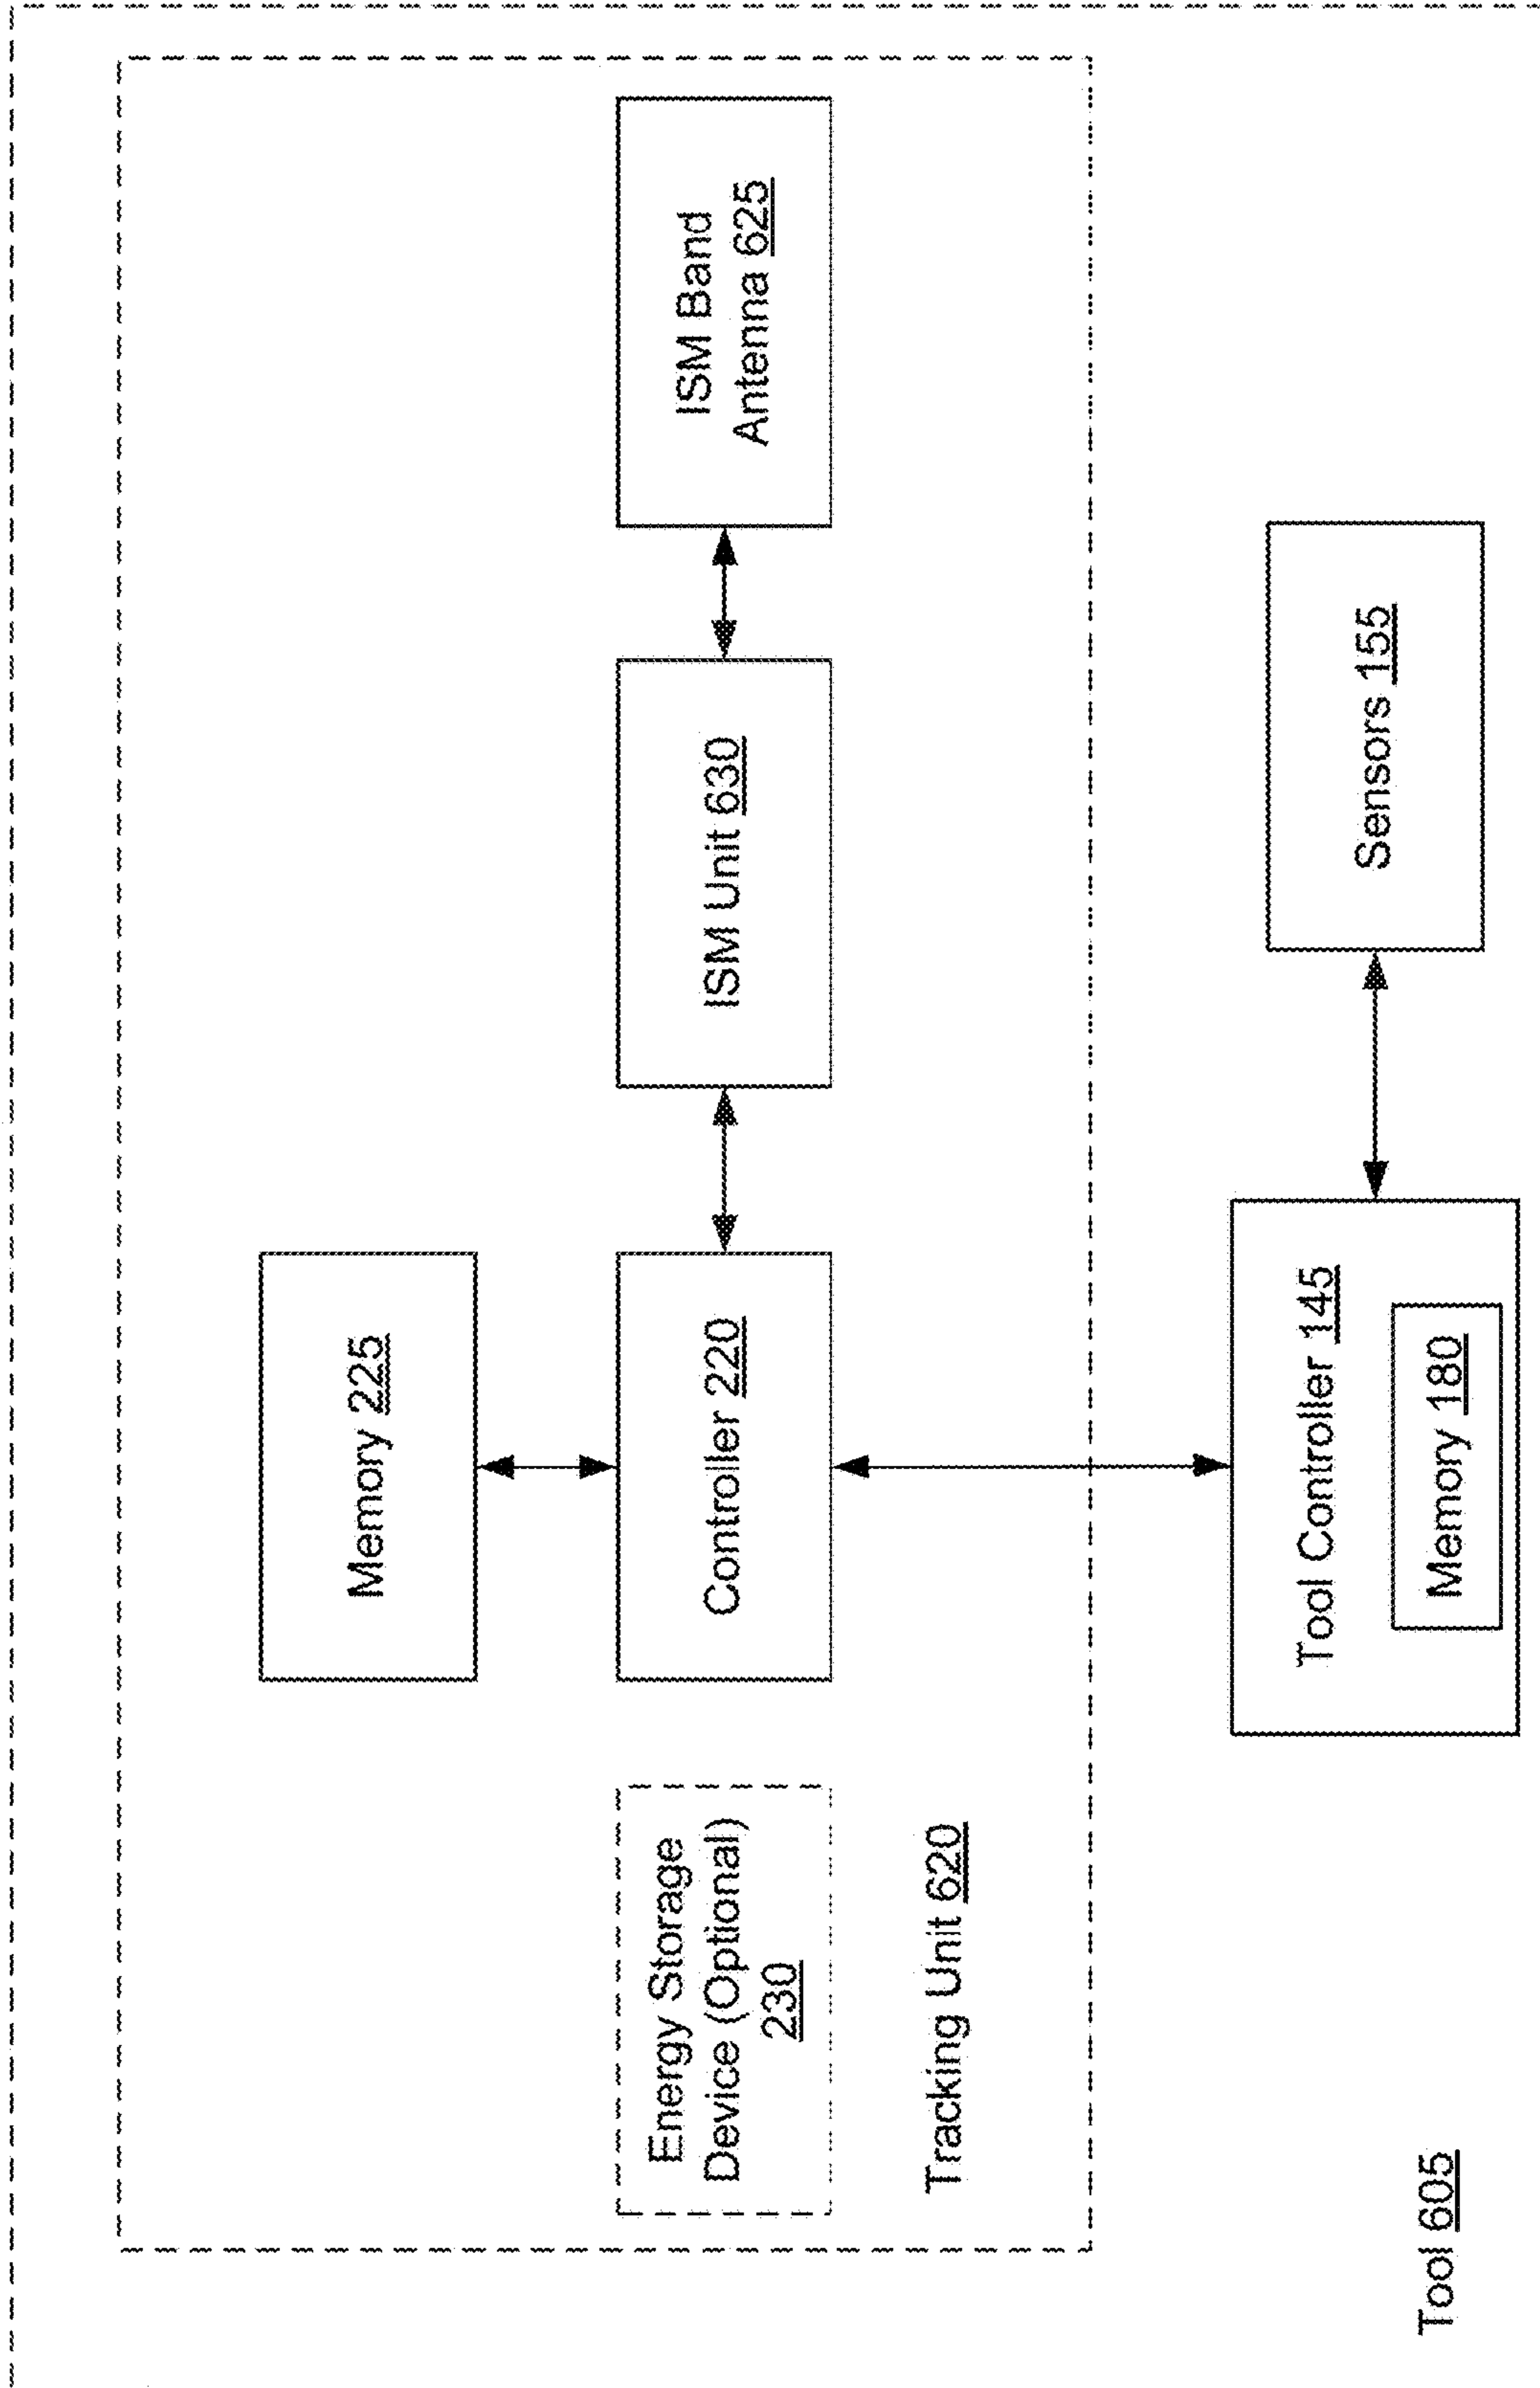 Memory 225
Energy Storage
Device (Optional)
230
Controller 220
ISM Unit 630
ISM Band
Antenna 625
Tracking Unit 620
Tool Controller 145
Memory 180
Sensors 155
Tool 605